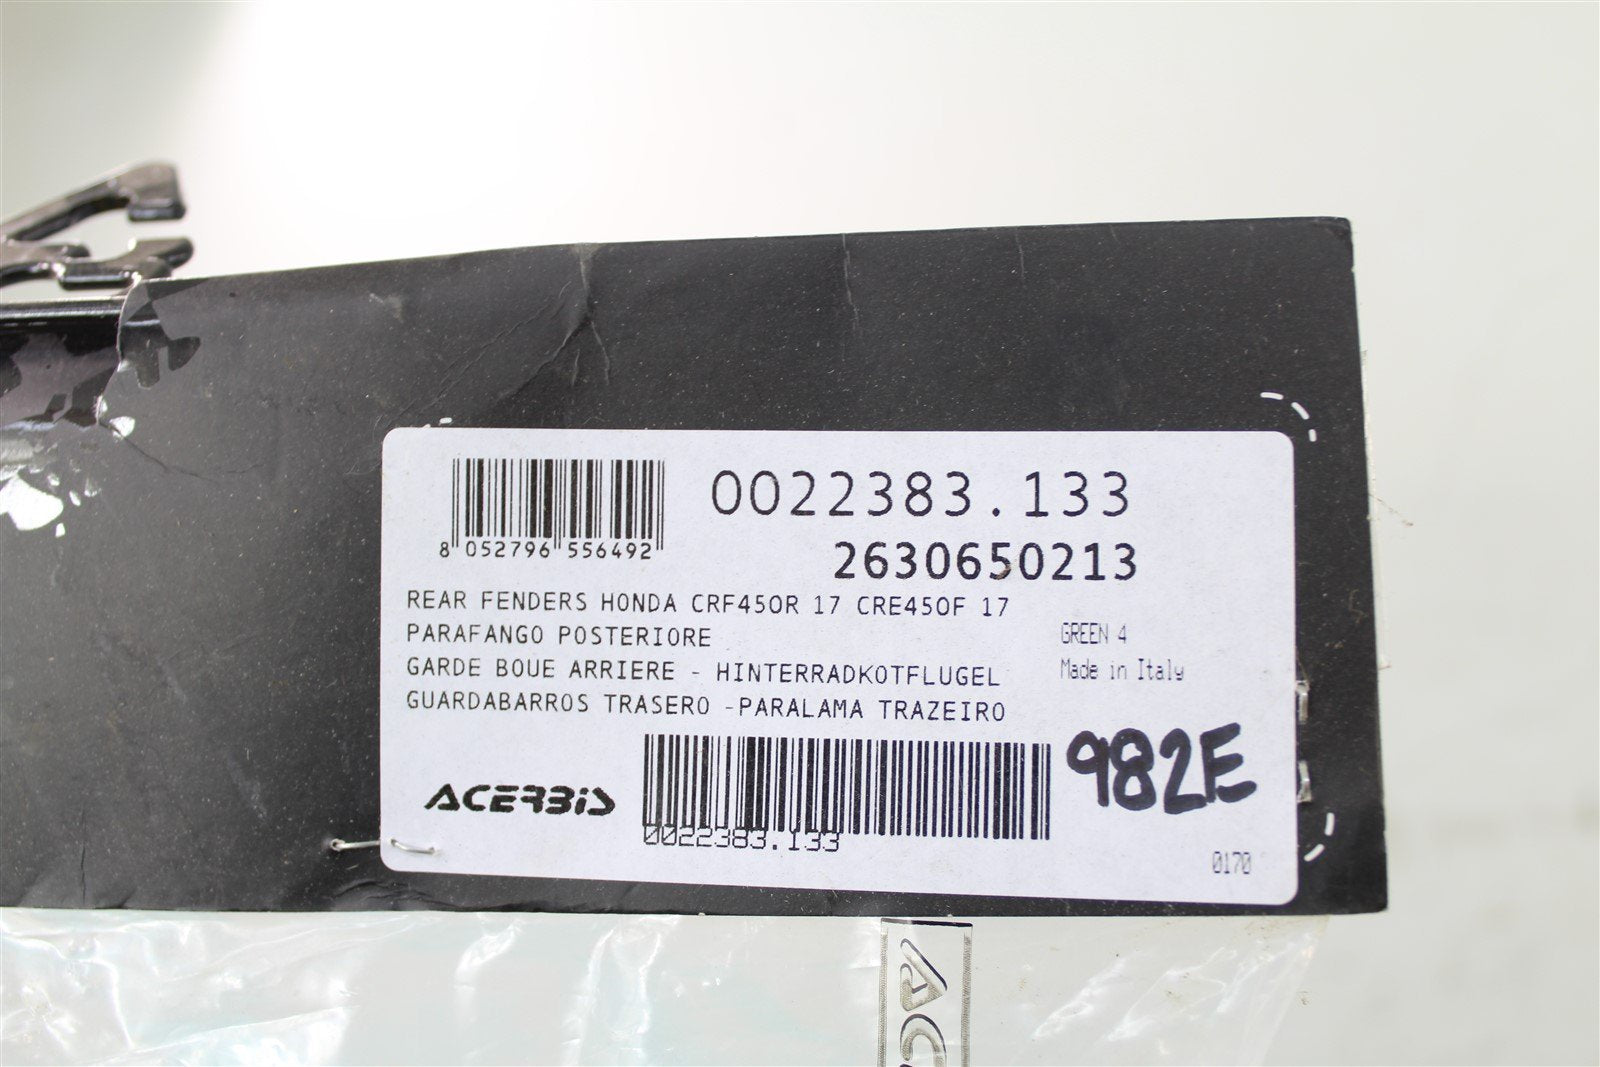 0022383.133
8 052796 556492
2630650213
REAR FENDERS HONDA CRF450R 17 CRE450F 17
PARAFANGO POSTERIORE
GREEN 4
GARDE BOUE ARRIERE - HINTERRADKOTFLUGEL
Made in Italy
GUARDABARROS TRASERO -PARALAMA TRAZEIRO
982E
ACERBIS
0022383.133
0170
AC